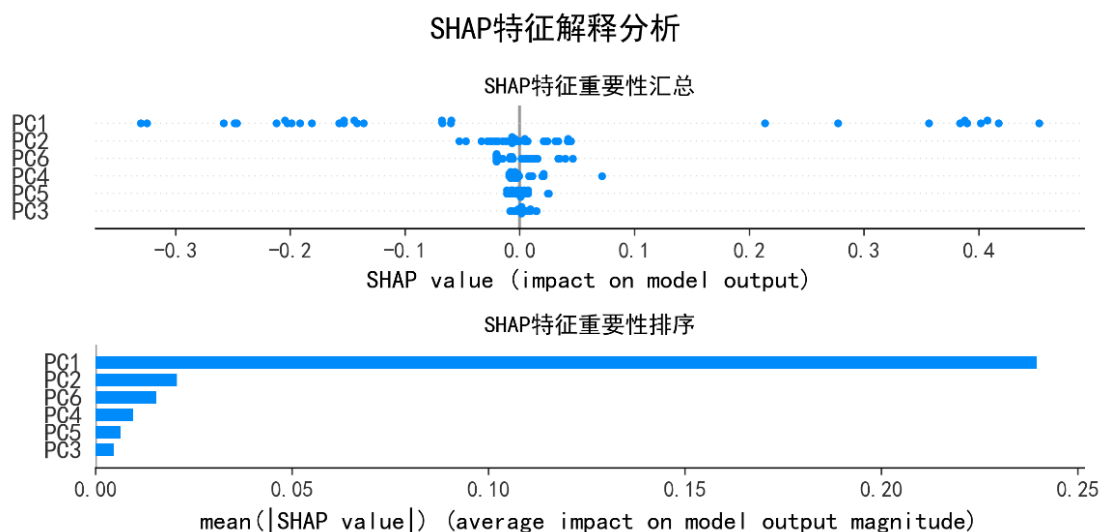 SHAP特征解释分析
SHAP特征重要性汇总
PC1
PC2
PC6
PC4
PC5
PC3
-0.3 -0.2 -0.1 0.0 0.1 0.2 0.3 0.4
SHAP value (impact on model output)
SHAP特征重要性排序
PC1
PC2
PC6
PC4
PC5
PC3
0.00 0.05 0.10 0.15 0.20 0.25
mean(|SHAP value|) (average impact on model output magnitude)